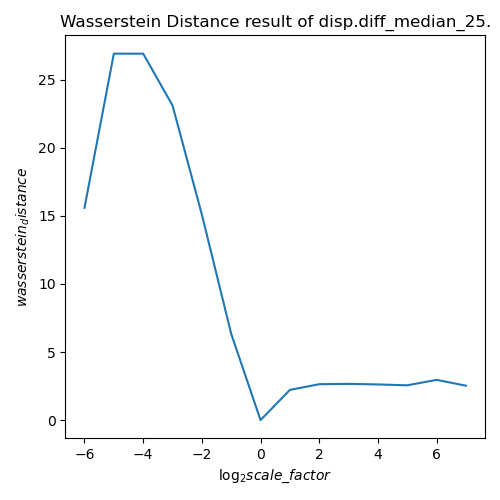 Wasserstein Distance result of disp.diff_median_25.
25
20
15
10
5
0
wasserstein_distance
−6 −4 −2 0 2 4 6
log₂scale_factor